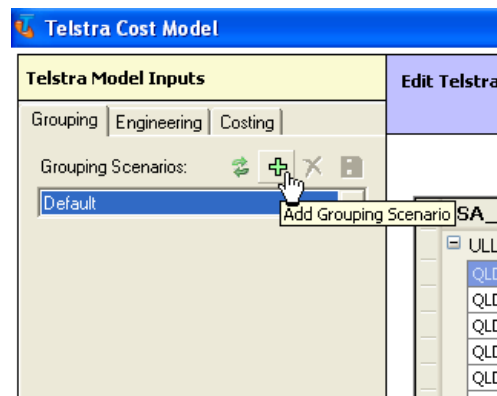 Telstra Cost Model
Telstra Model Inputs
Edit Telstra
Grouping Engineering Costing
Grouping Scenarios:
Default
Add Grouping Scenario
SA_
ULL
QLD
QLD
QLD
QLD
QLD